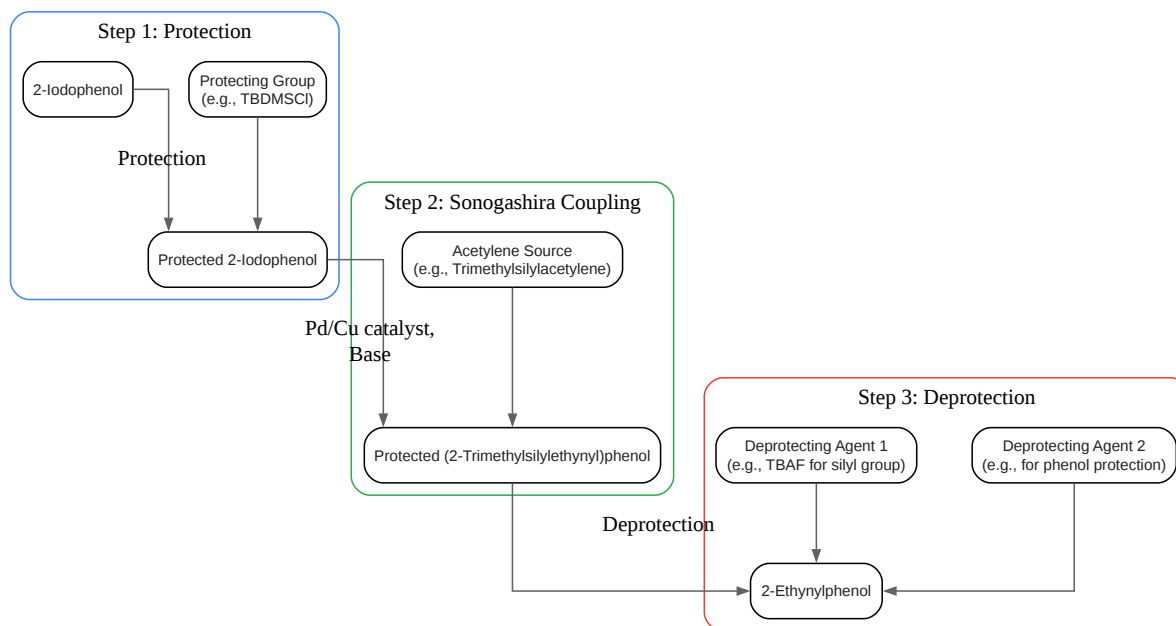 Step 1: Protection
2-Iodophenol
Protecting Group
(e.g., TBDMSCl)
Protection
Protected 2-Iodophenol
Step 2: Sonogashira Coupling
Acetylene Source
(e.g., Trimethylsilylacetylene)
Pd/Cu catalyst,
Base
Protected (2-Trimethylsilylethynyl)phenol
Step 3: Deprotection
Deprotecting Agent 1
(e.g., TBAF for silyl group)
Deprotecting Agent 2
(e.g., for phenol protection)
Deprotection
2-Ethynylphenol